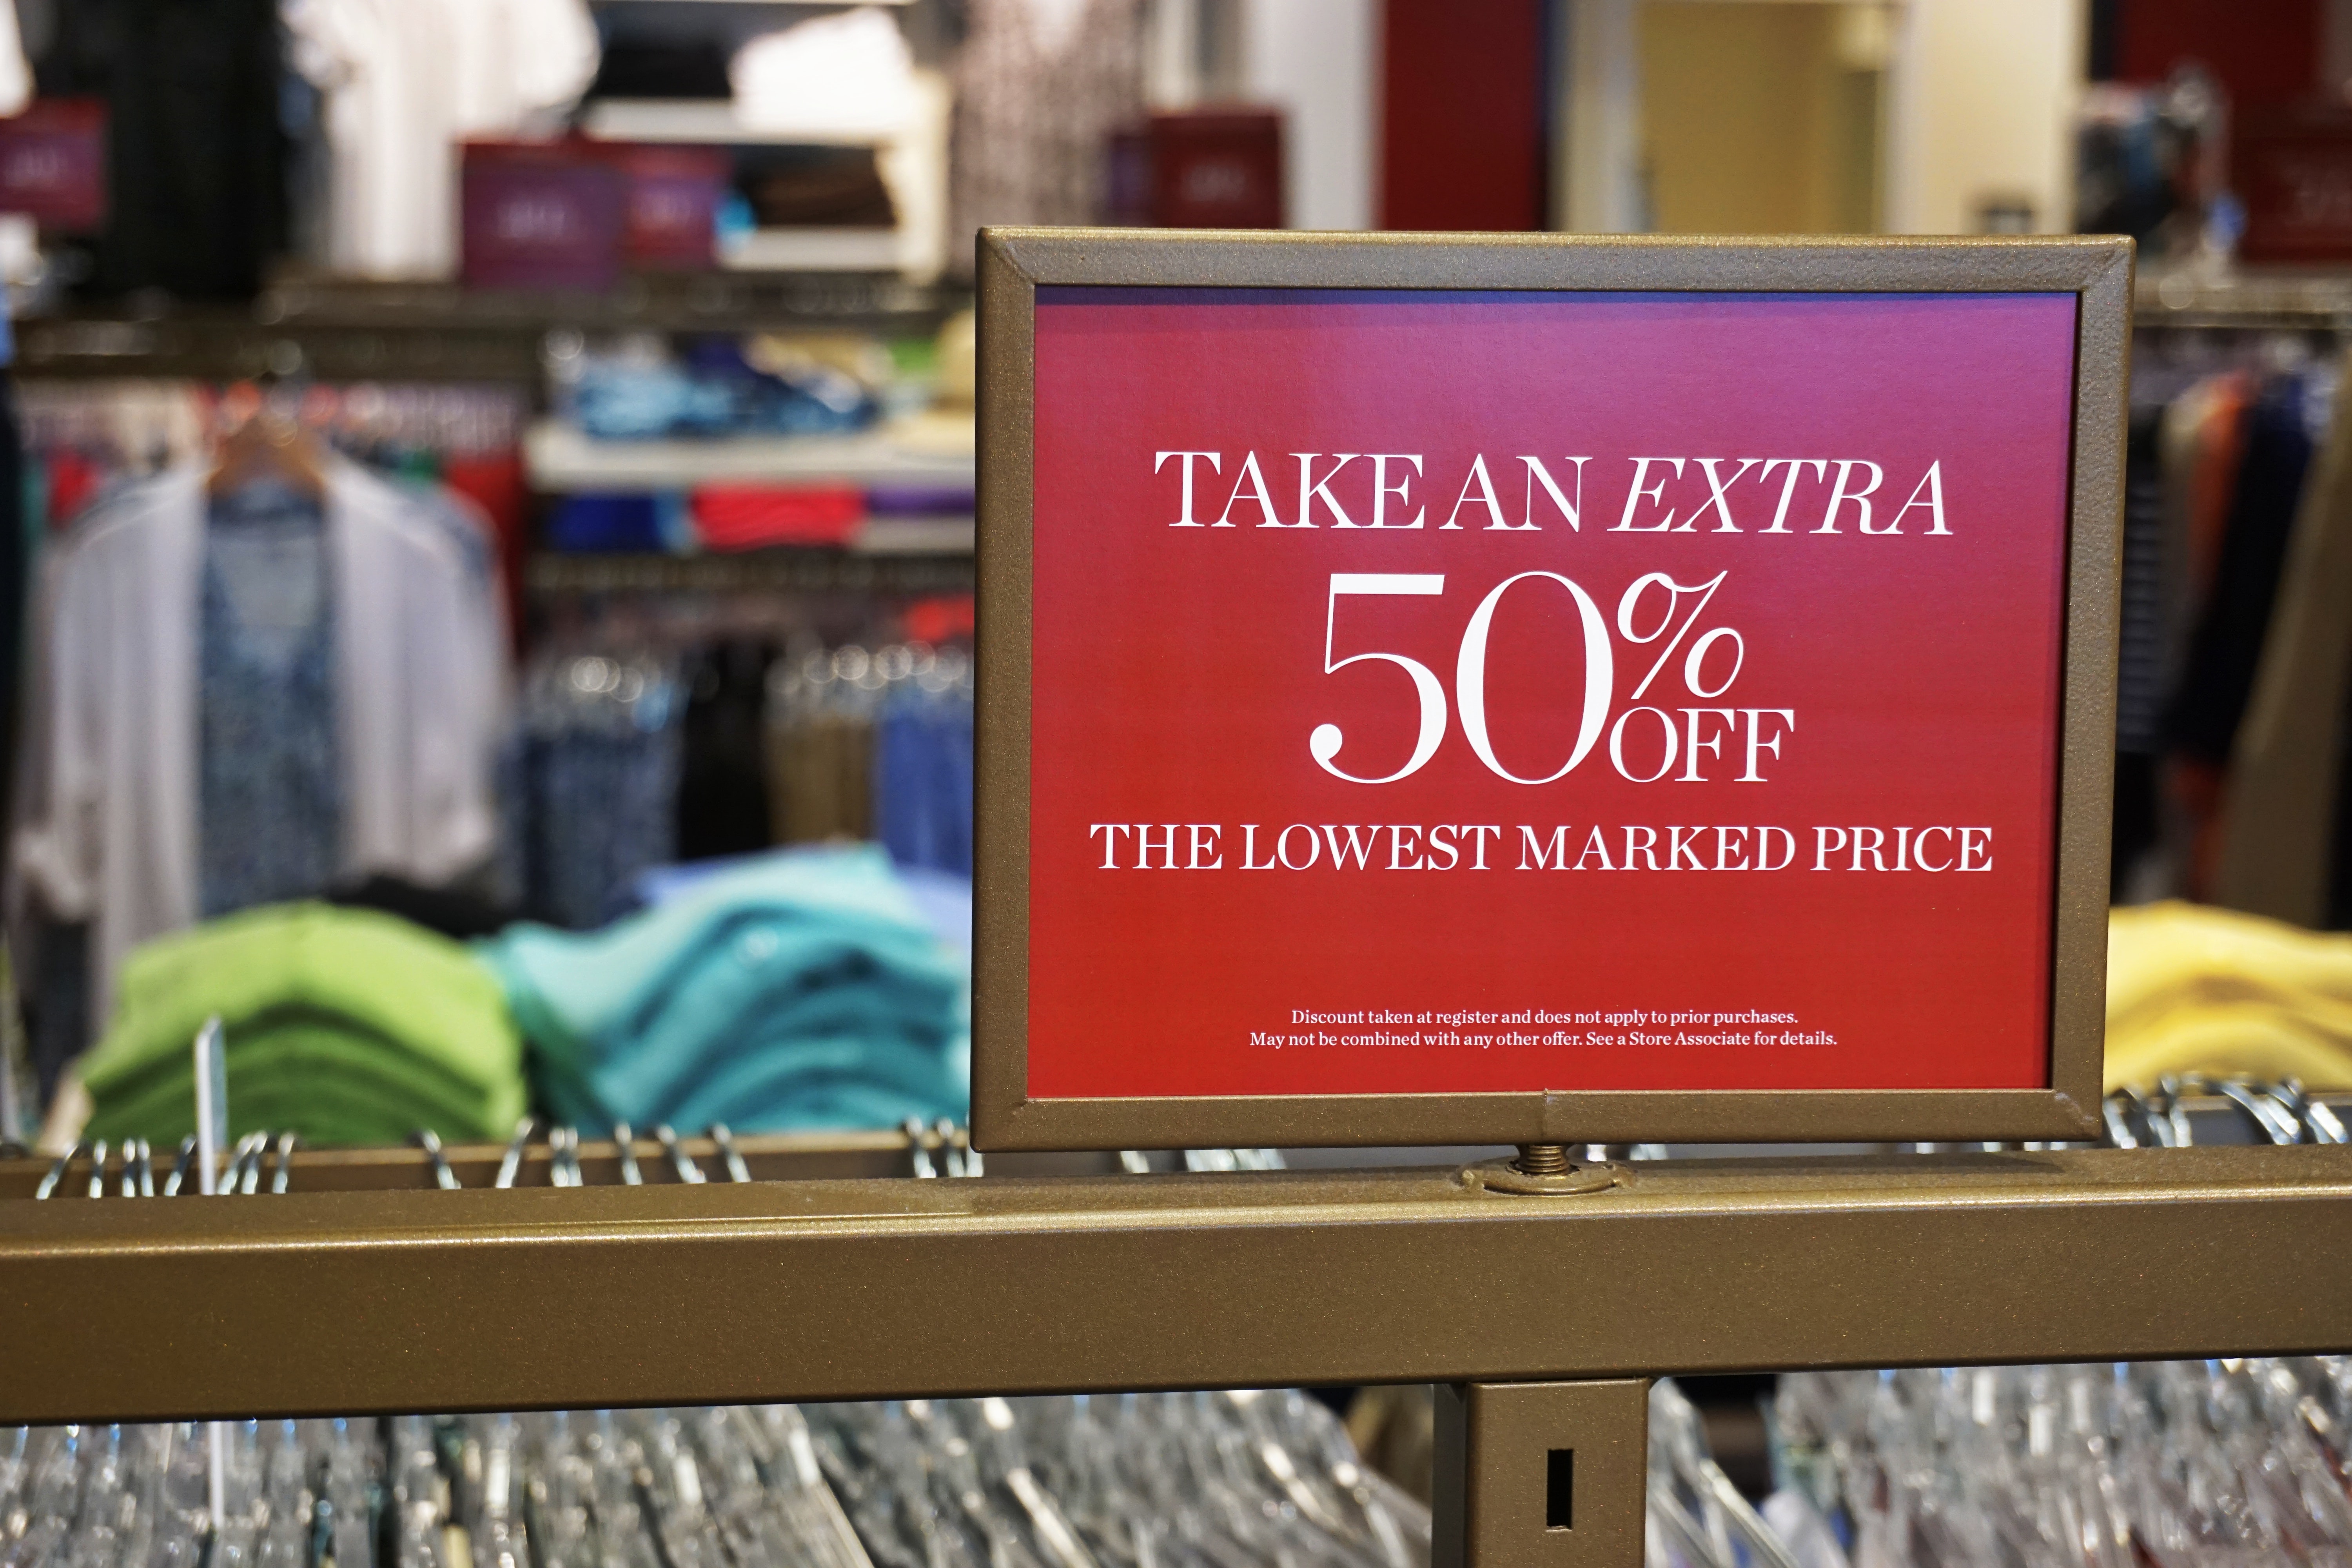 TAKE AN EXTRA
50% OFF
THE LOWEST MARKED PRICE
Discount taken at register and does not apply to prior purchases.
May not be combined with any other offer. See a Store Associate for details.